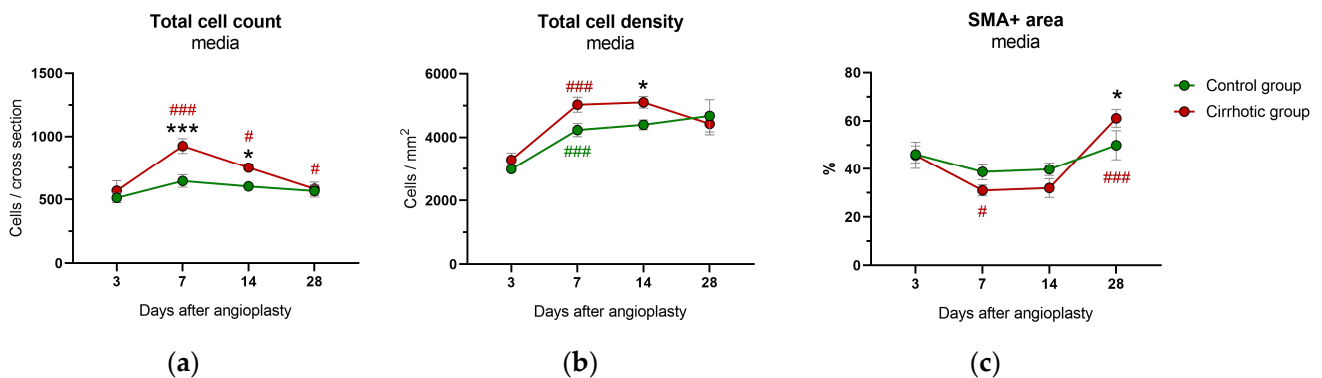 Total cell count
media
1500
1000
500
0
Cells / cross section
###
***
#
*
#
3 7 14 28
Days after angioplasty
(a)
Total cell density
media
6000
4000
2000
0
Cells / mm2
###
*
###
3 7 14 28
Days after angioplasty
(b)
SMA+ area
media
80
60
40
20
0
%
*
###
#
3 7 14 28
Days after angioplasty
(c)
Control group
Cirrhotic group